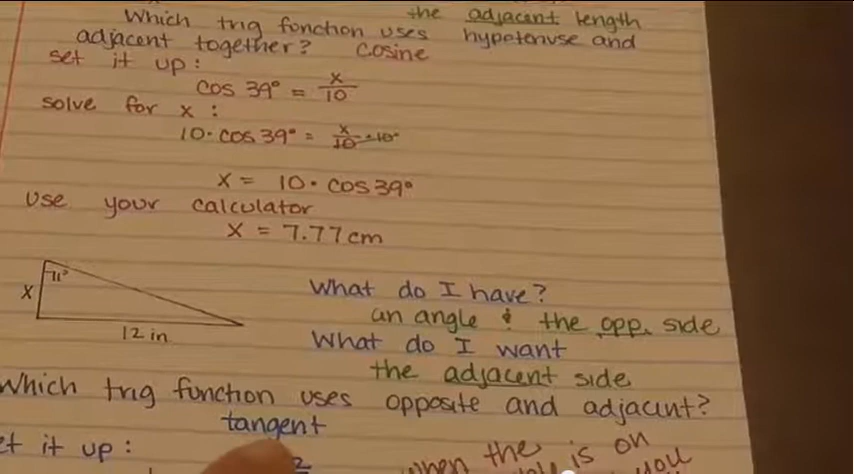 the adjacent length
Which trig fonction uses hypotenuse and
adjacent together? cosine
set it up:
cos 39° = x/10
solve for x:
10·cos 39° = x/10 · 10
x = 10 · cos 39°
use your calculator
x = 7.77 cm
71°
x
12 in
What do I have?
an angle & the opp. side
What do I want
the adjacent side
Which trig function uses opposite and adjacent?
tangent
it up:
when the
is on
you